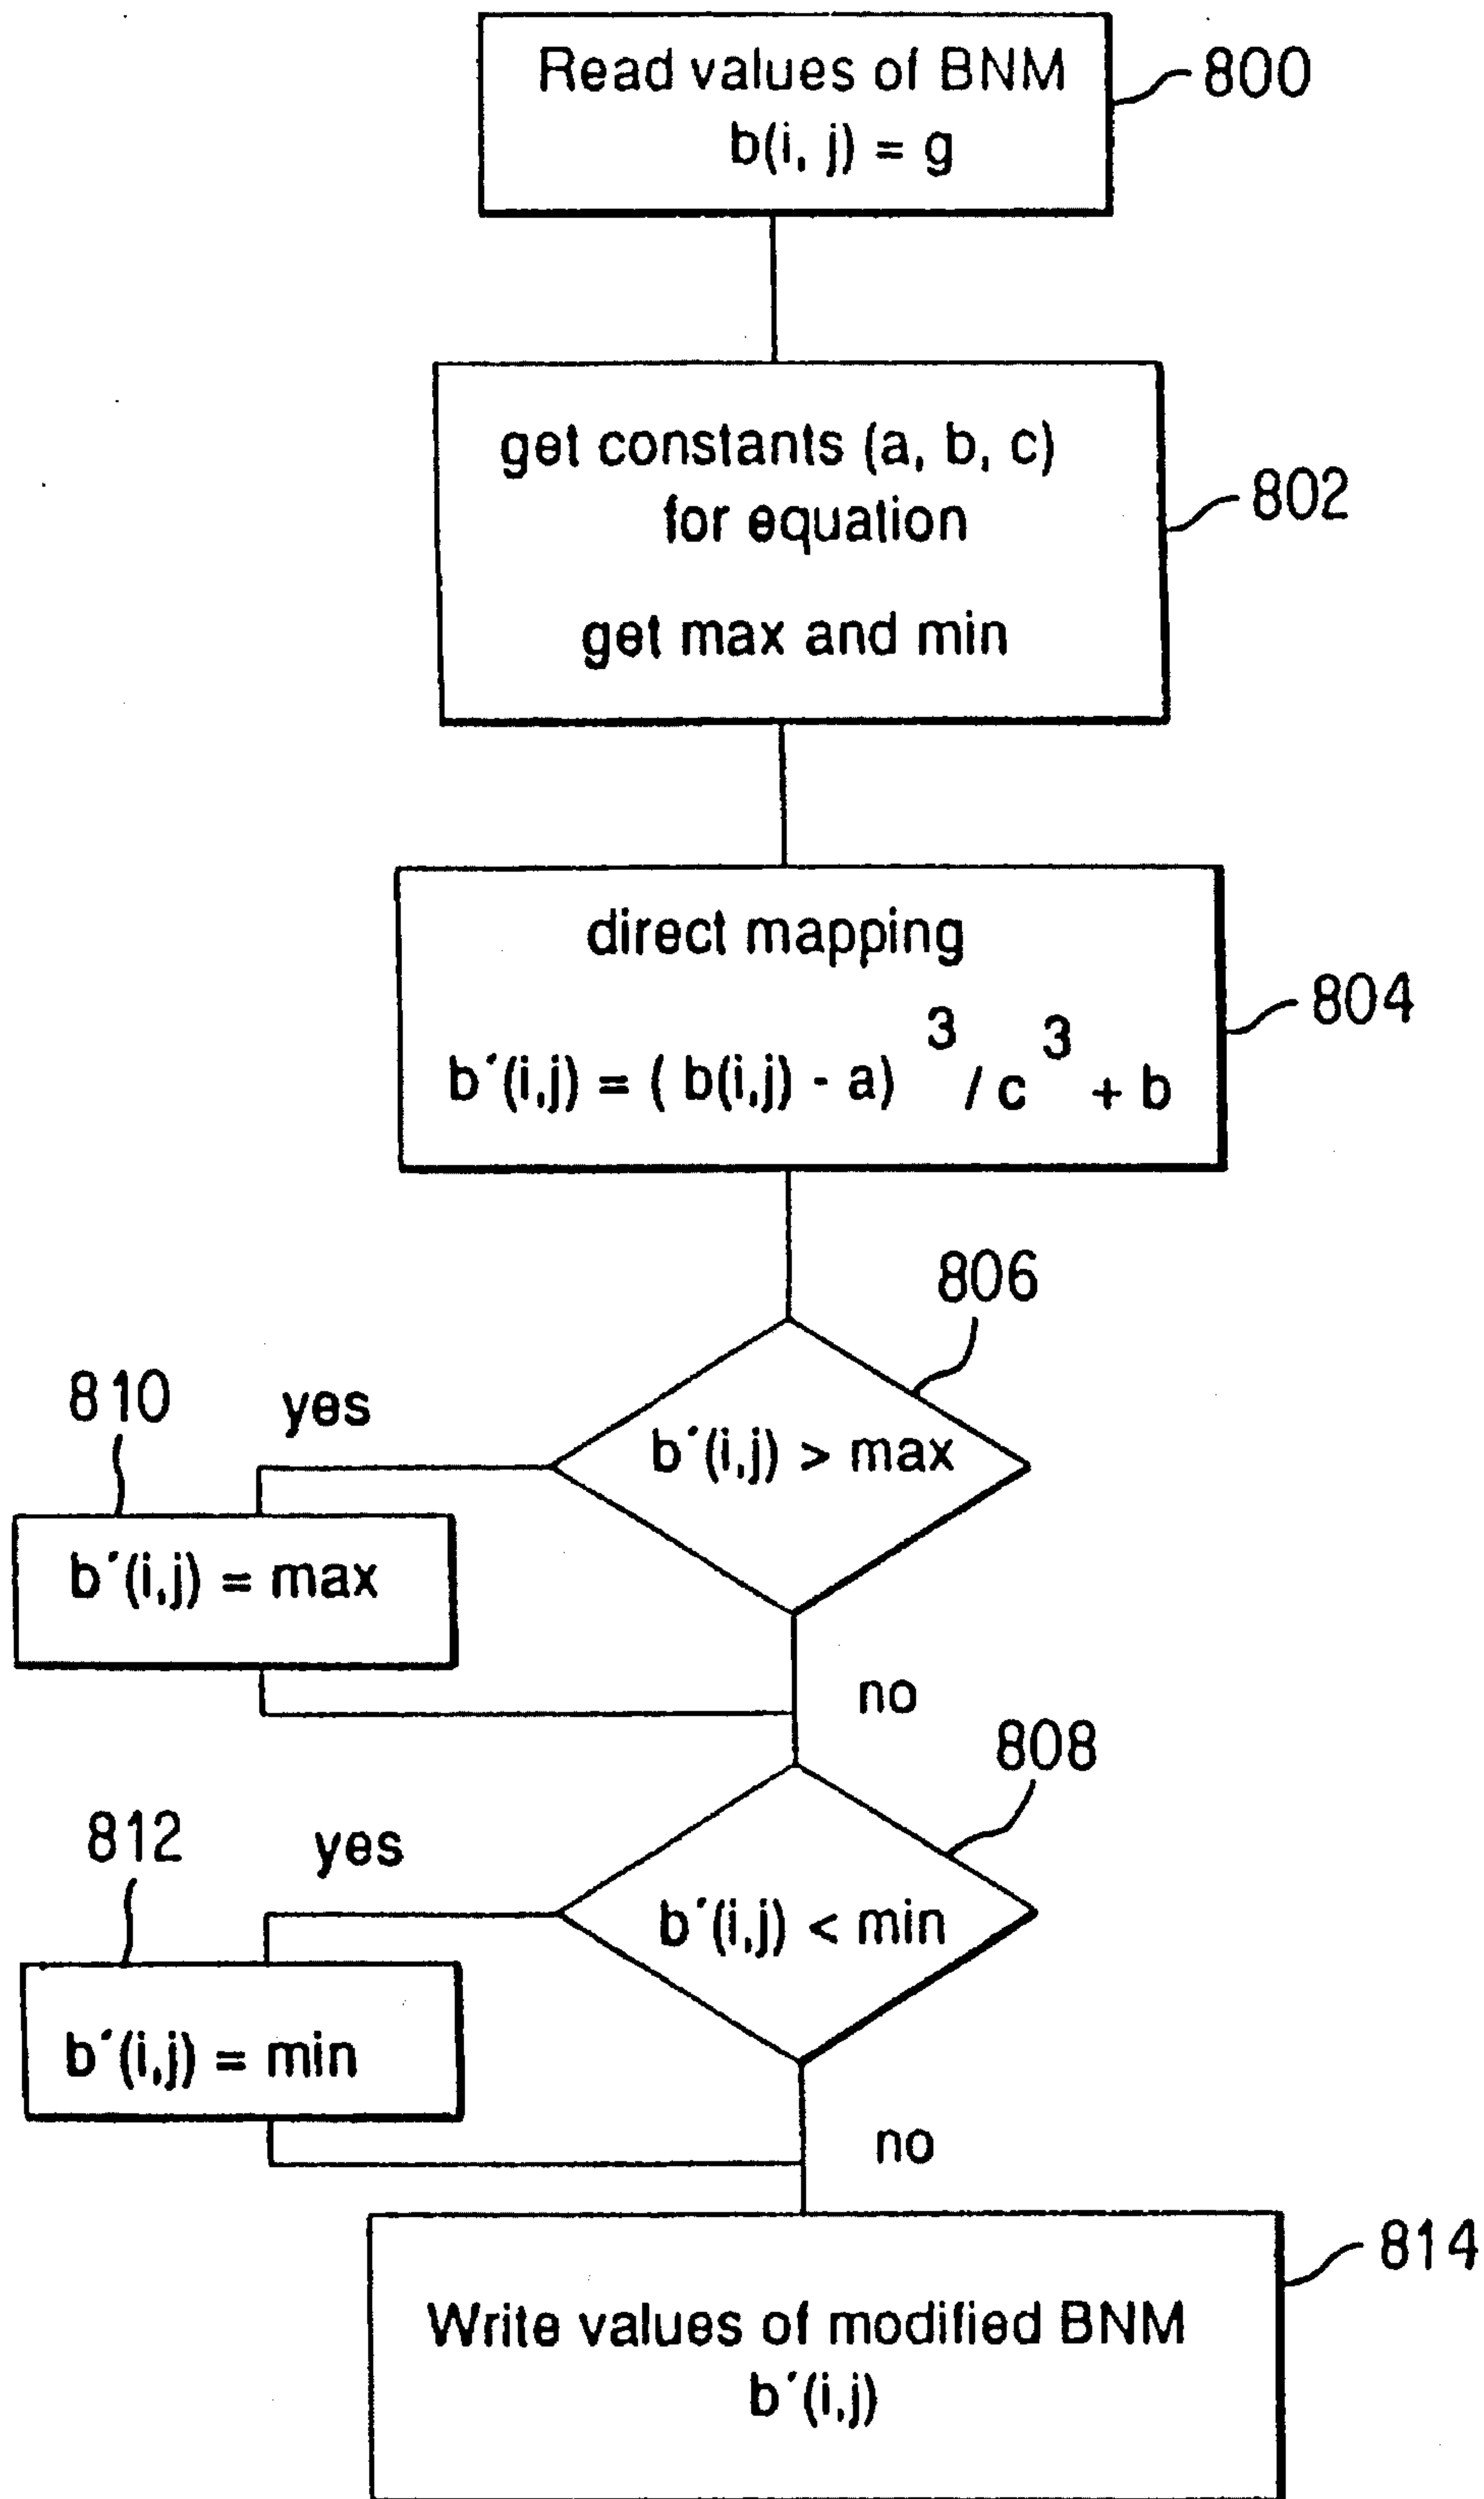 Read values of BNM
b(i, j) = g
800
get constants (a, b, c)
for equation
get max and min
802
direct mapping
b´(i,j) = ( b(i,j) - a) 3 / c 3 + b
804
806
b´(i,j) > max
810
yes
b´(i,j) = max
no
808
b´(i,j) < min
812
yes
b´(i,j) = min
no
814
Write values of modified BNM
b´(i,j)